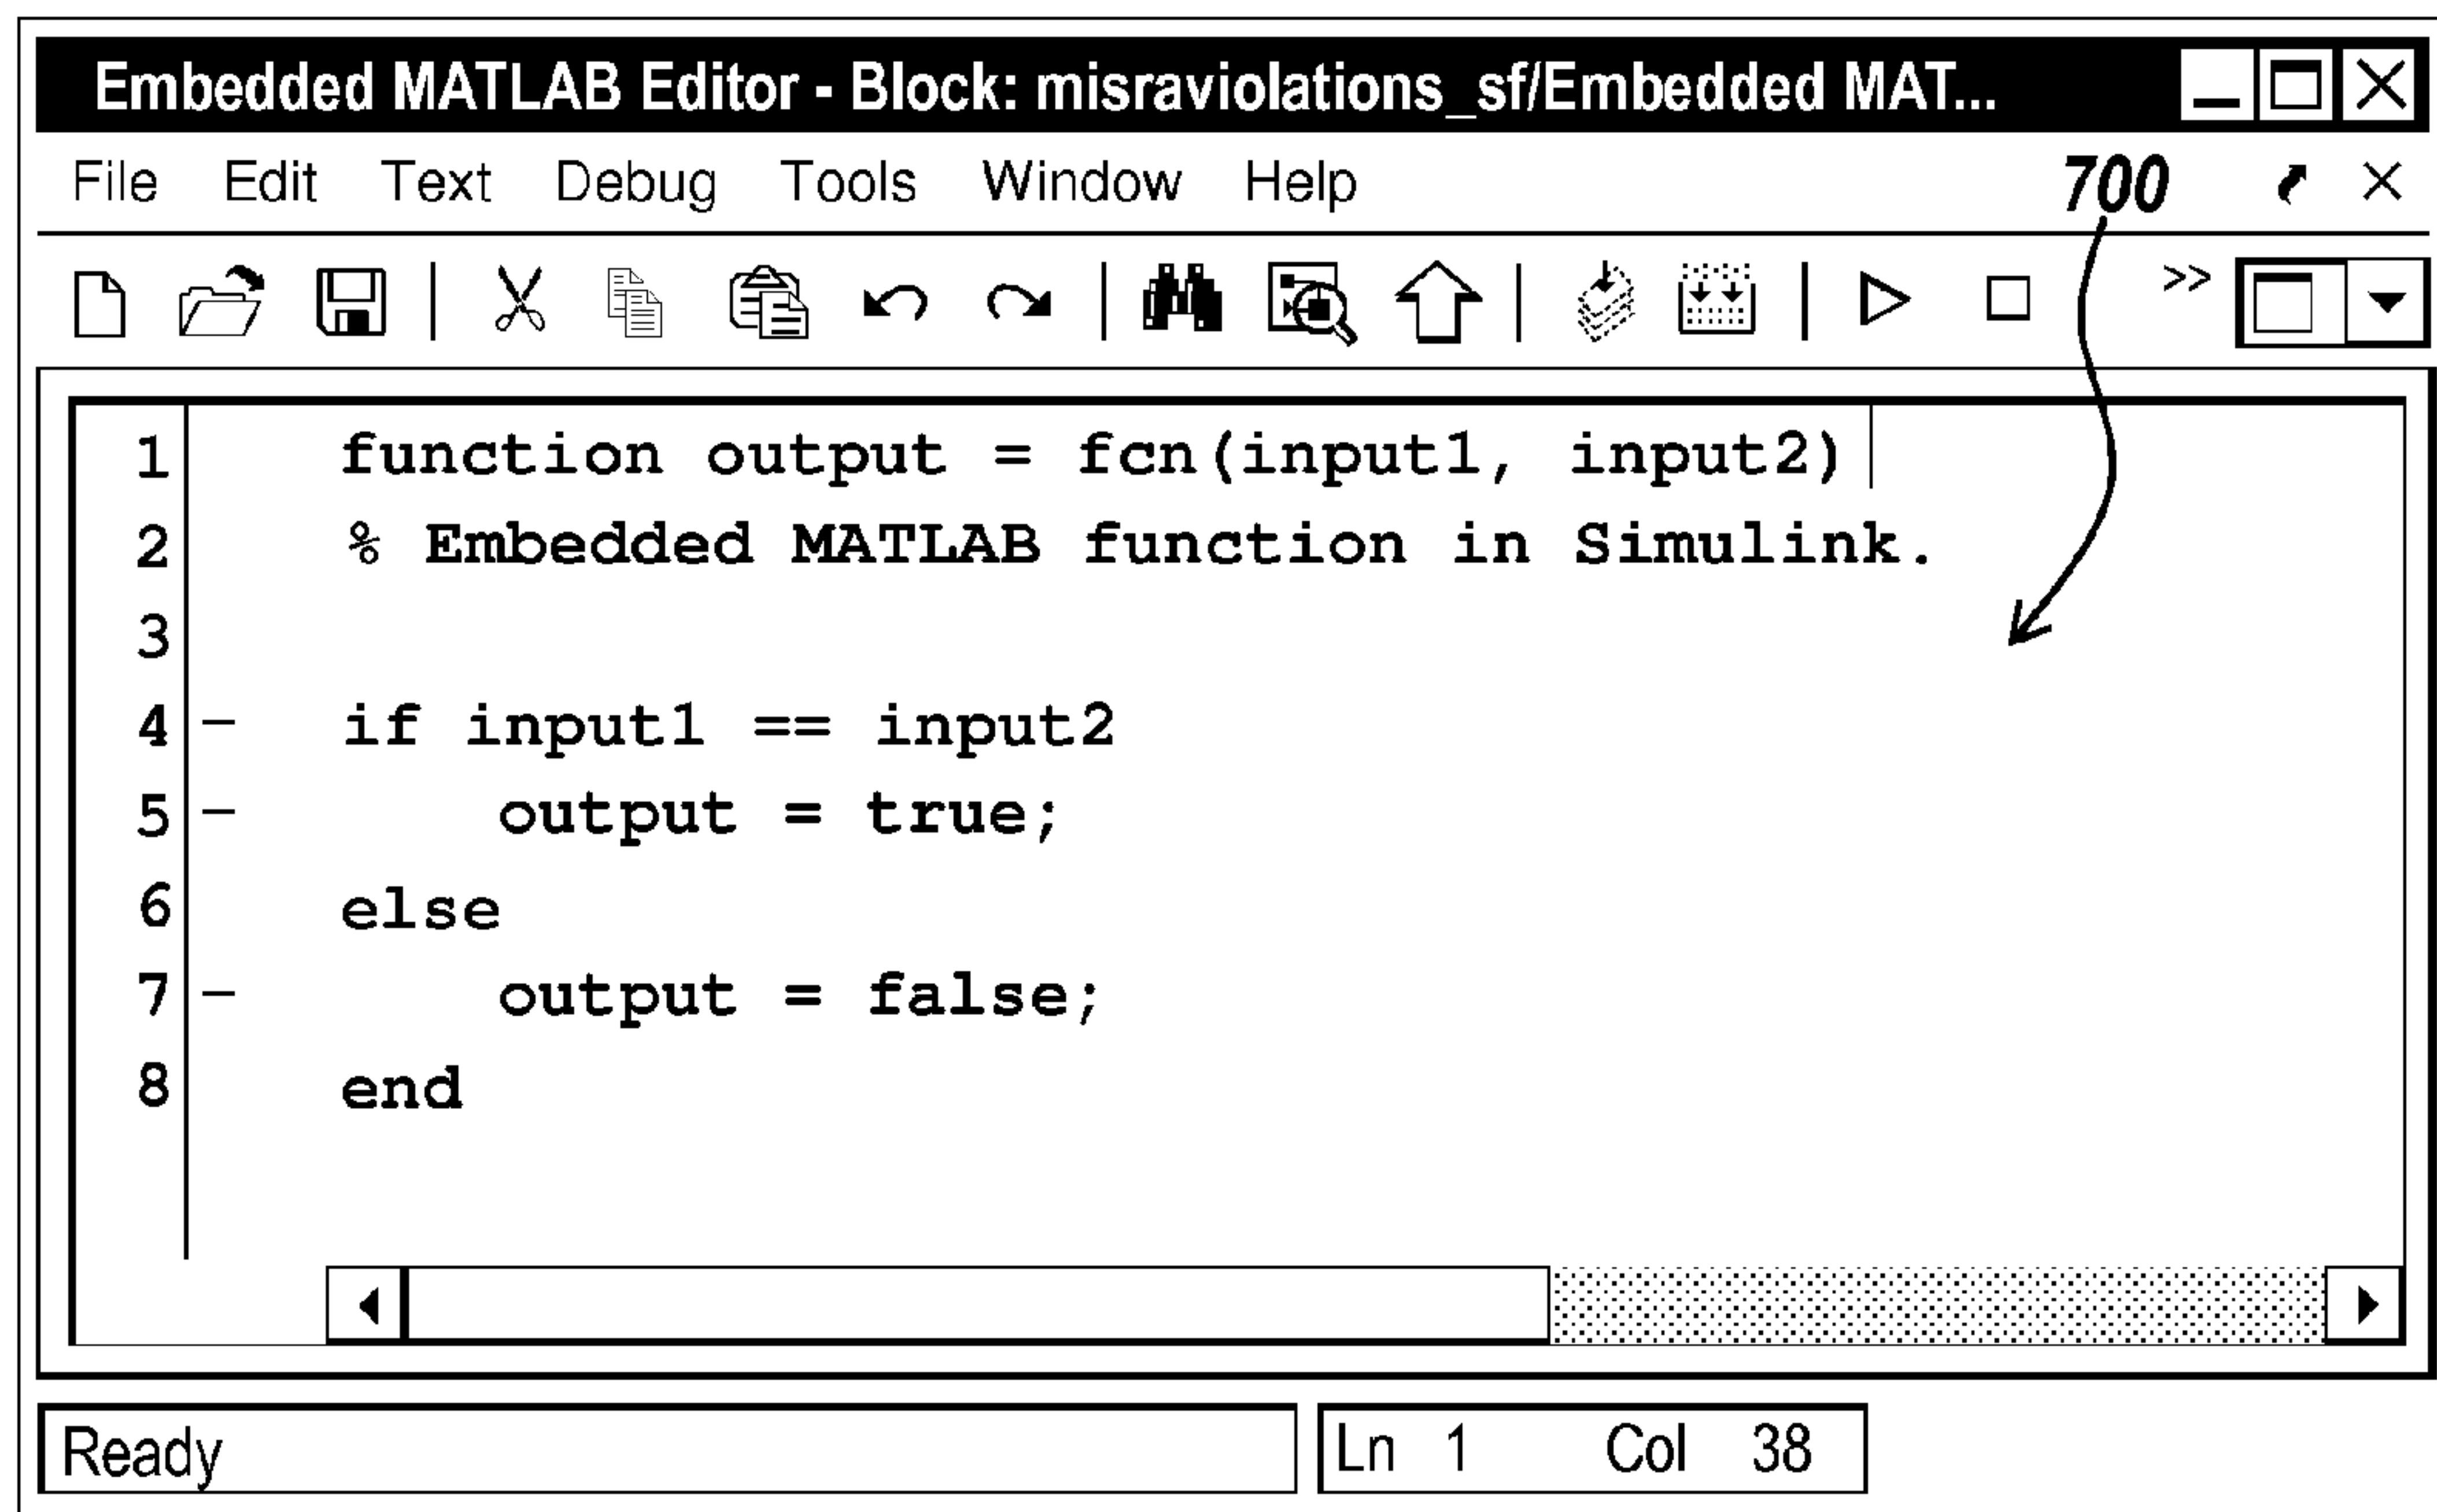 Embedded MATLAB Editor - Block: misraviolations_sf/Embedded MAT...
File Edit Text Debug Tools Window Help 700
>>
1 function output = fcn(input1, input2)
2 % Embedded MATLAB function in Simulink.
3
4 - if input1 == input2
5 - output = true;
6 else
7 - output = false;
8 end
Ready Ln 1 Col 38